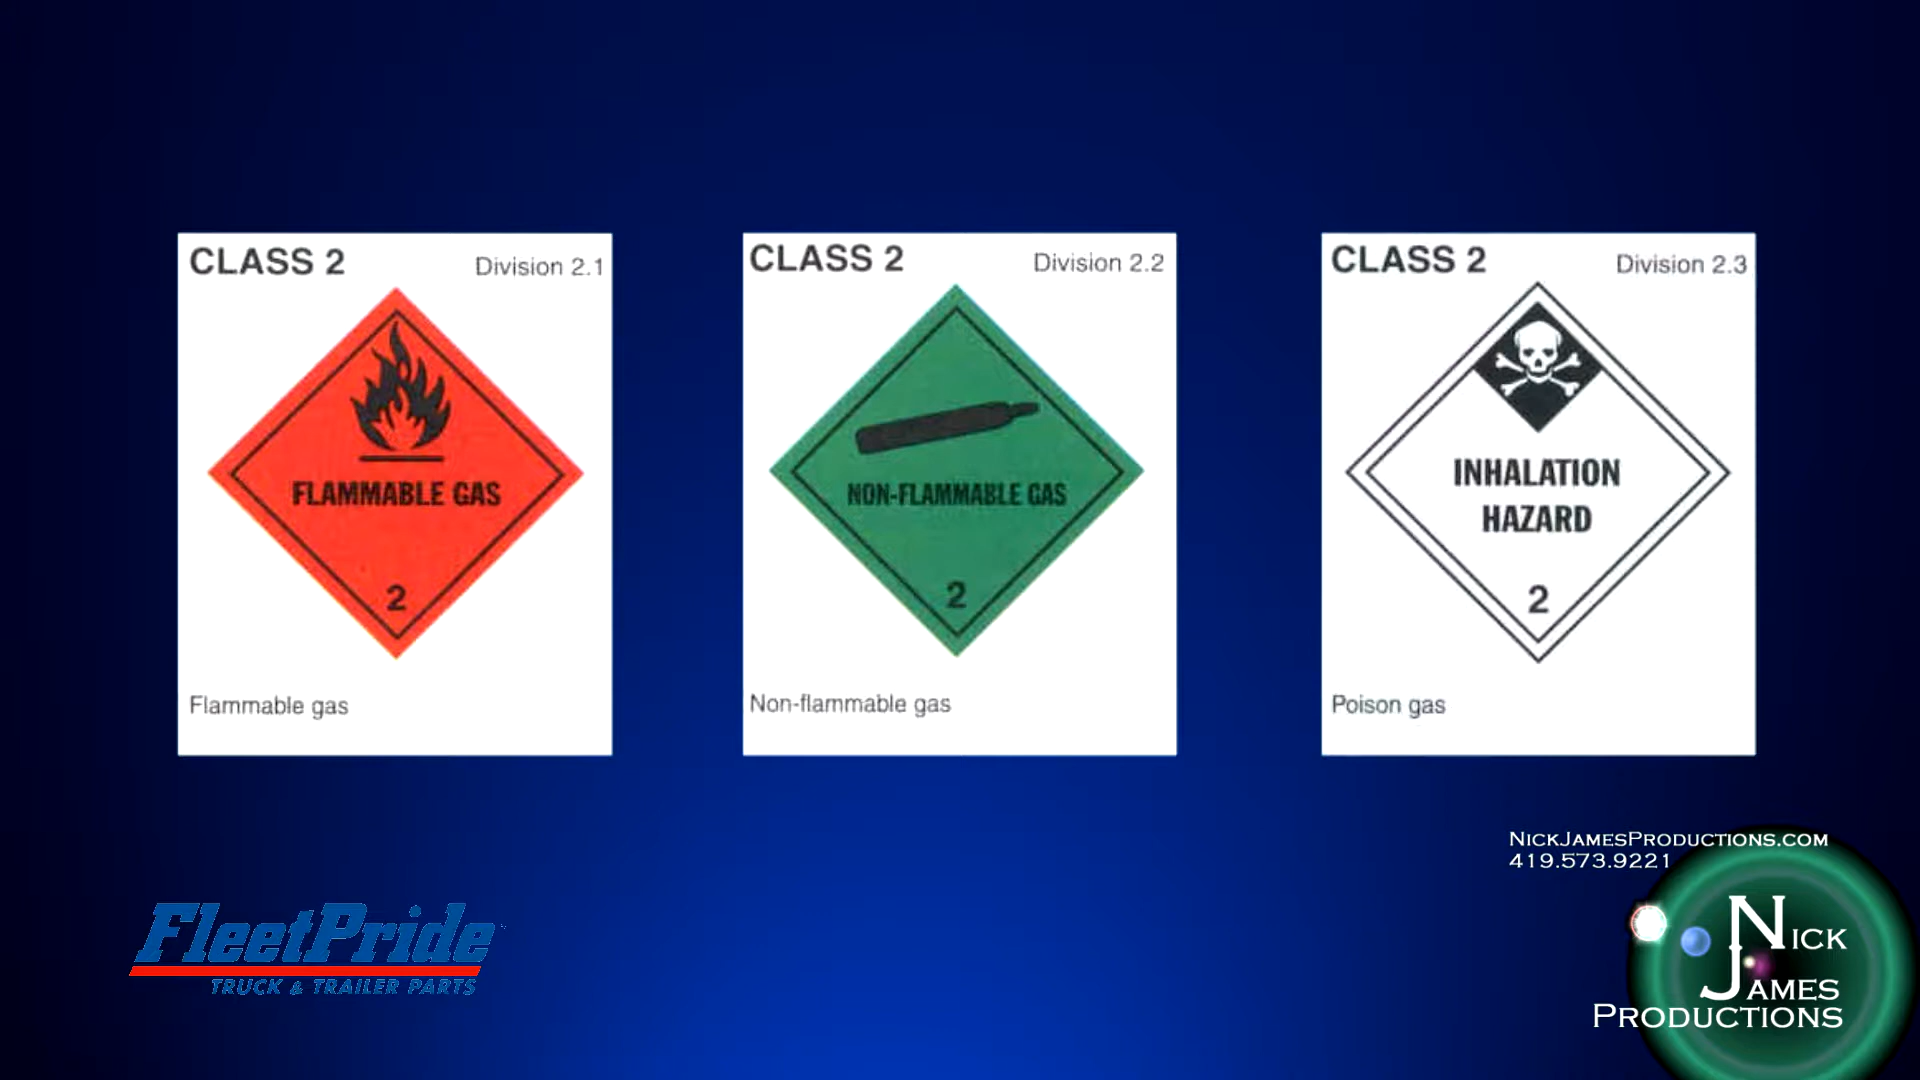 CLASS 2
Division 2.1
FLAMMABLE GAS
2
Flammable gas
CLASS 2
Division 2.2
NON-FLAMMABLE GAS
2
Non-flammable gas
CLASS 2
Division 2.3
INHALATION
HAZARD
2
Poison gas
FleetPride
TRUCK & TRAILER PARTS
NICKJAMESPRODUCTIONS.COM
419.573.9221
NICK
JAMES
PRODUCTIONS